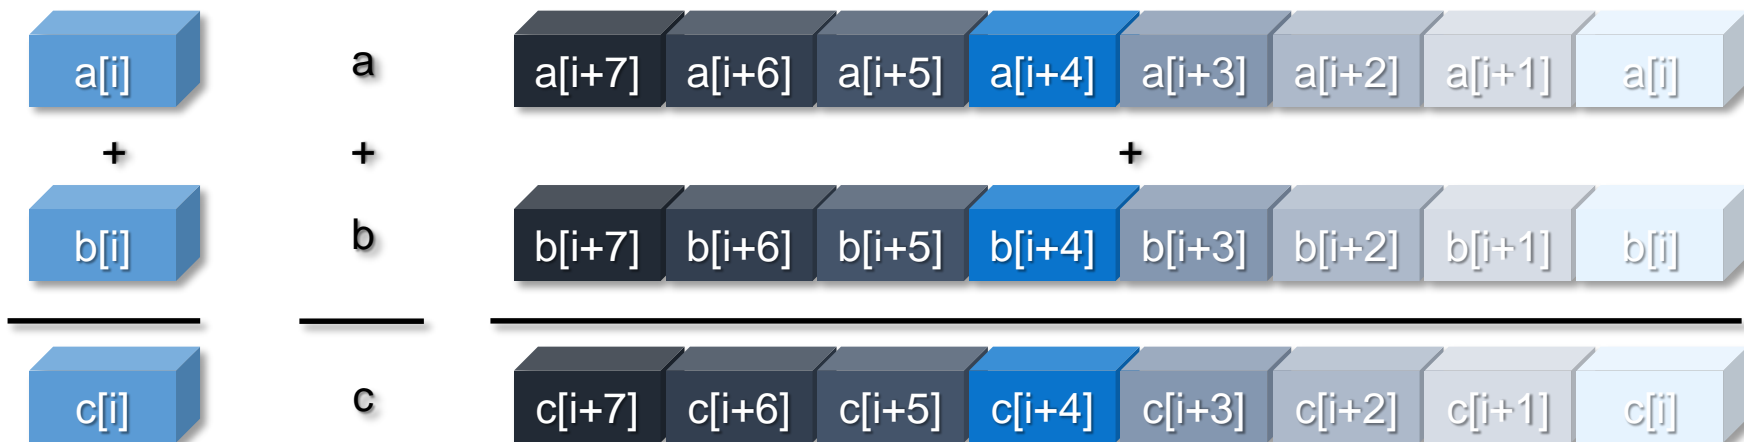 a[i] a a[i+7] a[i+6] a[i+5] a[i+4] a[i+3] a[i+2] a[i+1] a[i]
+ + +
b[i] b b[i+7] b[i+6] b[i+5] b[i+4] b[i+3] b[i+2] b[i+1] b[i]
c[i] c c[i+7] c[i+6] c[i+5] c[i+4] c[i+3] c[i+2] c[i+1] c[i]